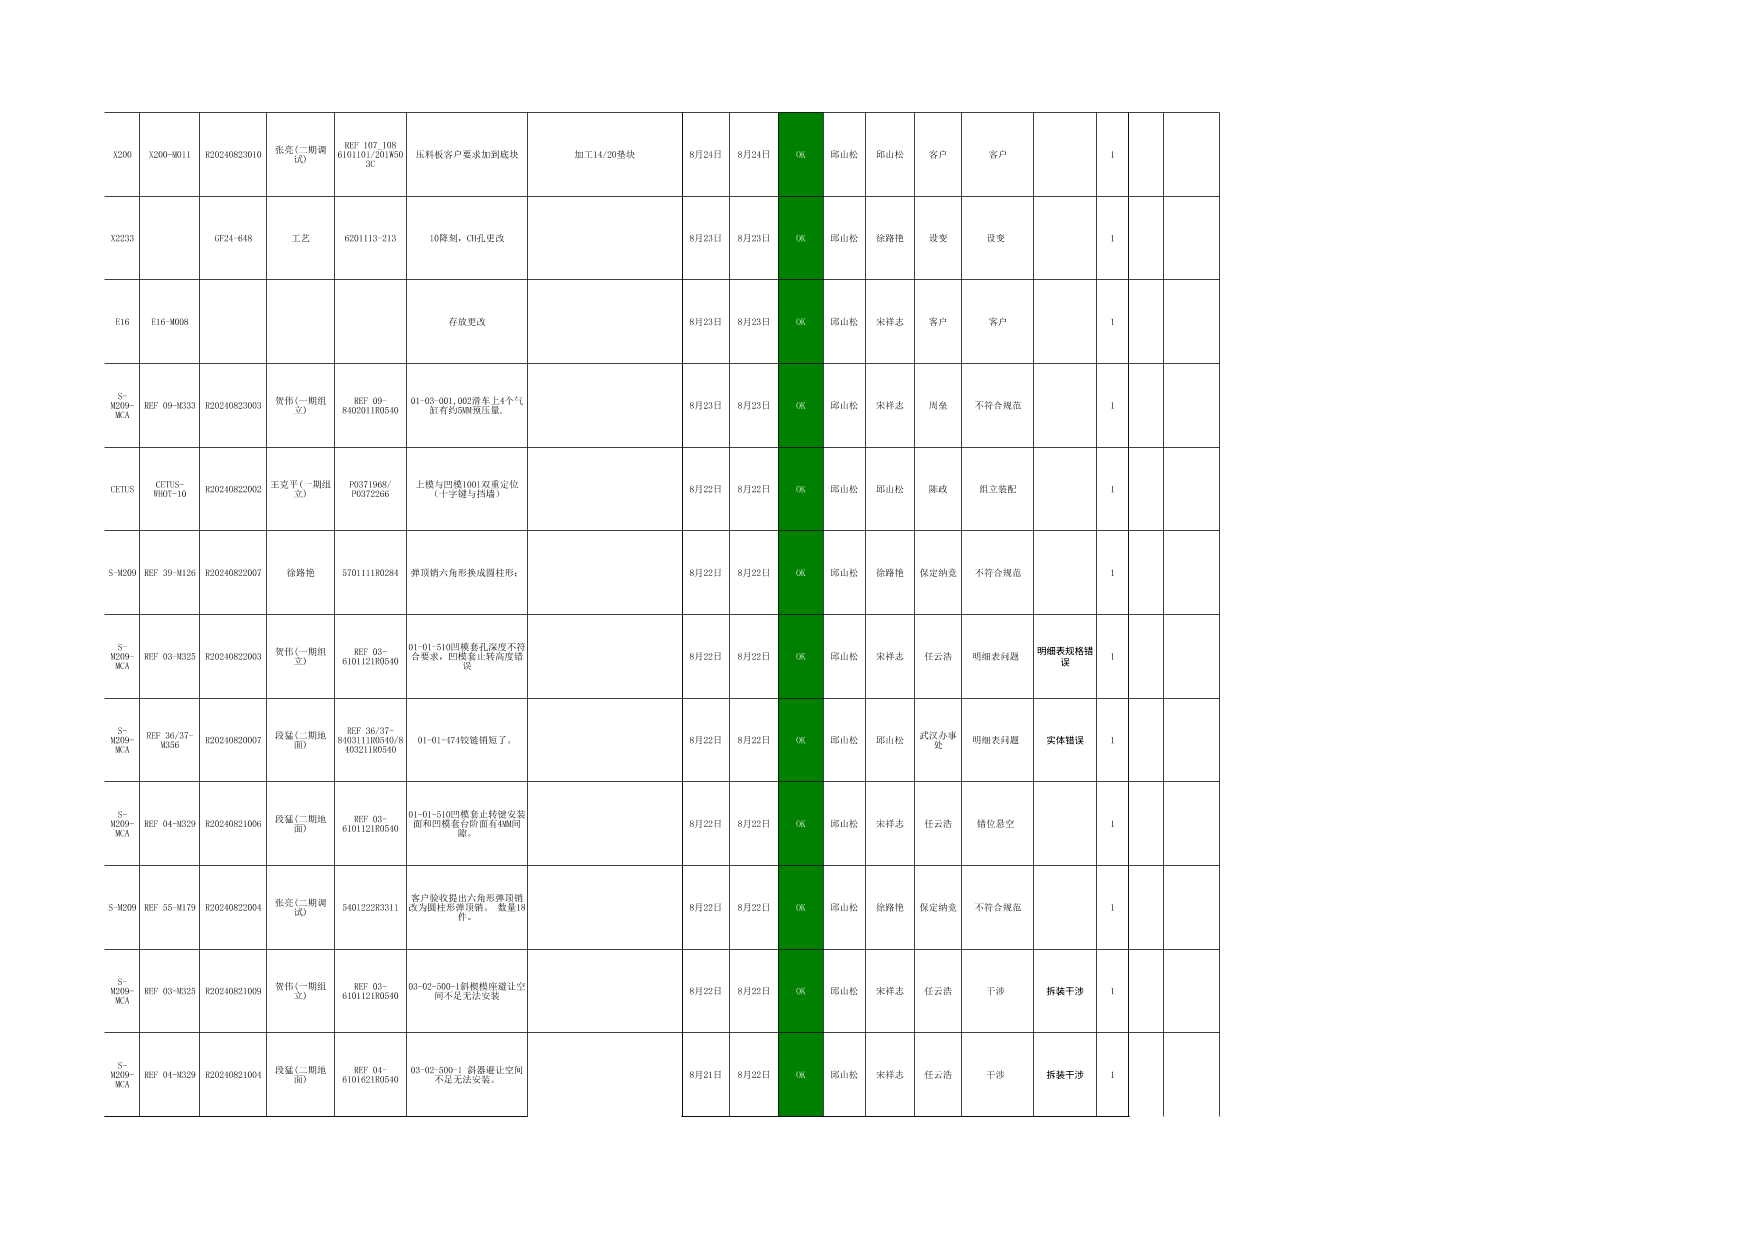 X200 X200-M011 R20240823010 张亮(二期调试) REF 107_108 6101101/201W503C 压料板客户要求加到底块 加工14/20垫块 8月24日 8月24日 OK 邱山松 邱山松 客户 客户 1
X2233 GF24-648 工艺 6201113-213 10降刻，CH孔更改 8月23日 8月23日 OK 邱山松 徐路艳 设变 设变 1
E16 E16-M008 存放更改 8月23日 8月23日 OK 邱山松 宋祥志 客户 客户 1
S-M209-MCA REF 09-M333 R20240823003 贺伟(一期组立) REF 09-8402011R0540 01-03-001,002滑车上4个气缸有约5MM预压量. 8月23日 8月23日 OK 邱山松 宋祥志 不符合规范 1
CETUS CETUS-WHOT-10 R20240822002 王克平(一期组立) P0371968/P0372266 上模与凹模1001双重定位（十字键与挡墙） 8月22日 8月22日 OK 邱山松 邱山松 陈政 组立装配 1
S-M209 REF 39-M126 R20240822007 徐路艳 5701111R0284 弹顶销六角形换成圆柱形; 8月22日 8月22日 OK 邱山松 徐路艳 保定纳竞 不符合规范 1
S-M209-MCA REF 03-M325 R20240822003 贺伟(一期组立) REF 03-6101121R0540 01-01-510凹模套孔深度不符合要求，凹模套止转高度错误 8月22日 8月22日 OK 邱山松 宋祥志 任云浩 明细表问题 明细表规格错误 1
S-M209-MCA REF 36/37-M356 R20240820007 段猛(二期地面) REF 36/37-8403111R0540/8403211R0540 01-01-474铰链销短了。 8月22日 8月22日 OK 邱山松 邱山松 武汉办事处 明细表问题 实体错误 1
S-M209-MCA REF 04-M329 R20240821006 段猛(二期地面) REF 03-6101121R0540 01-01-510凹模套止转键安装面和凹模套台阶面有4MM间隙。 8月22日 8月22日 OK 邱山松 宋祥志 任云浩 错位悬空 1
S-M209 REF 55-M179 R20240822004 张亮(二期调试) 5401222R3311 客户验收提出六角形弹顶销改为圆柱形弹顶销。 数量18件。 8月22日 8月22日 OK 邱山松 徐路艳 保定纳竞 不符合规范 1
S-M209-MCA REF 03-M325 R20240821009 贺伟(一期组立) REF 03-6101121R0540 03-02-500-1斜楔模座避让空间不足无法安装 8月22日 8月22日 OK 邱山松 宋祥志 任云浩 干涉 拆装干涉 1
S-M209-MCA REF 04-M329 R20240821004 段猛(二期地面) REF 04-6101621R0540 03-02-500-1 斜器避让空间不足无法安装。 8月21日 8月22日 OK 邱山松 宋祥志 任云浩 干涉 拆装干涉 1